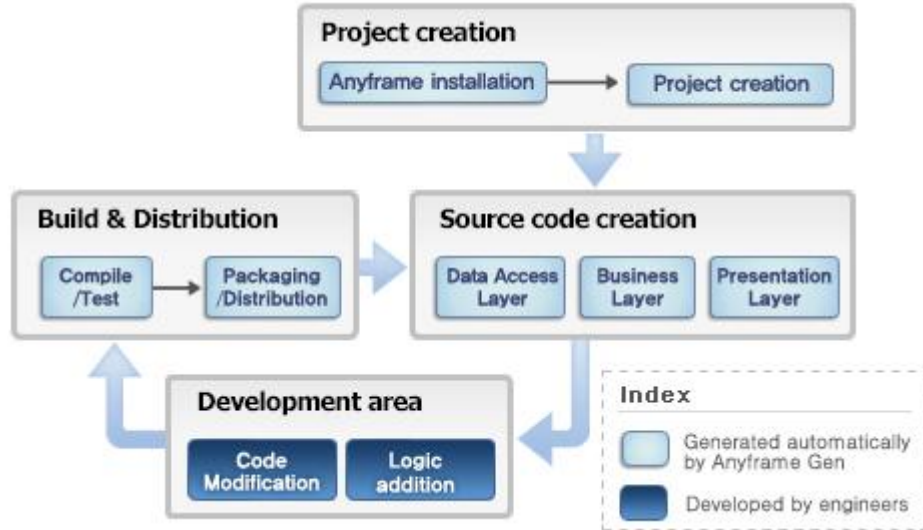 Project creation
Anyframe installation
Project creation
Build & Distribution
Compile
/Test
Packaging
/Distribution
Source code creation
Data Access
Layer
Business
Layer
Presentation
Layer
Development area
Code
Modification
Logic
addition
Index
Generated automatically
by Anyframe Gen
Developed by engineers